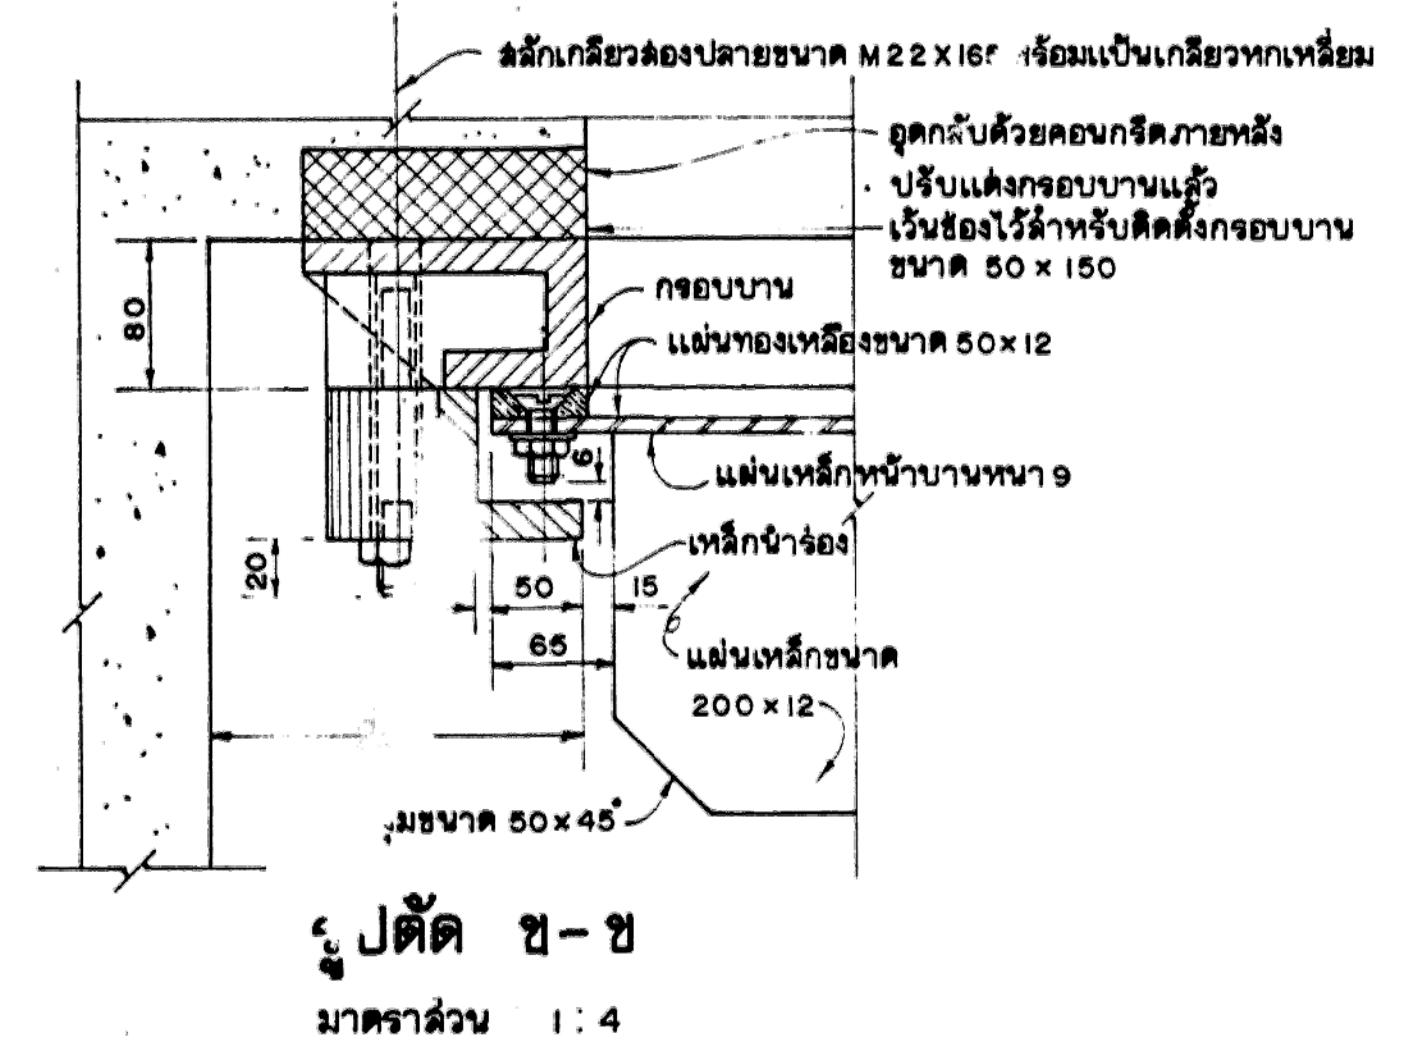 สลักเกลียวสองปลายขนาด M22X165 พร้อมแป้นเกลียวหกเหลี่ยม
อุดกลับด้วยคอนกรีตภายหลัง
ปรับแต่งกรอบบานแล้ว
เว้นช่องไว้สำหรับติดตั้งกรอบบาน
ขนาด 50 x 150
กรอบบาน
80
แผ่นทองเหลืองขนาด 50x12
6
แผ่นเหล็กหน้าบานหนา 9
เหล็กนำร่อง
20
50
15
65
แผ่นเหล็กขนาด
200 x 12
มุมขนาด 50 x 45°
รูปตัด ข-ข
มาตราส่วน 1 : 4